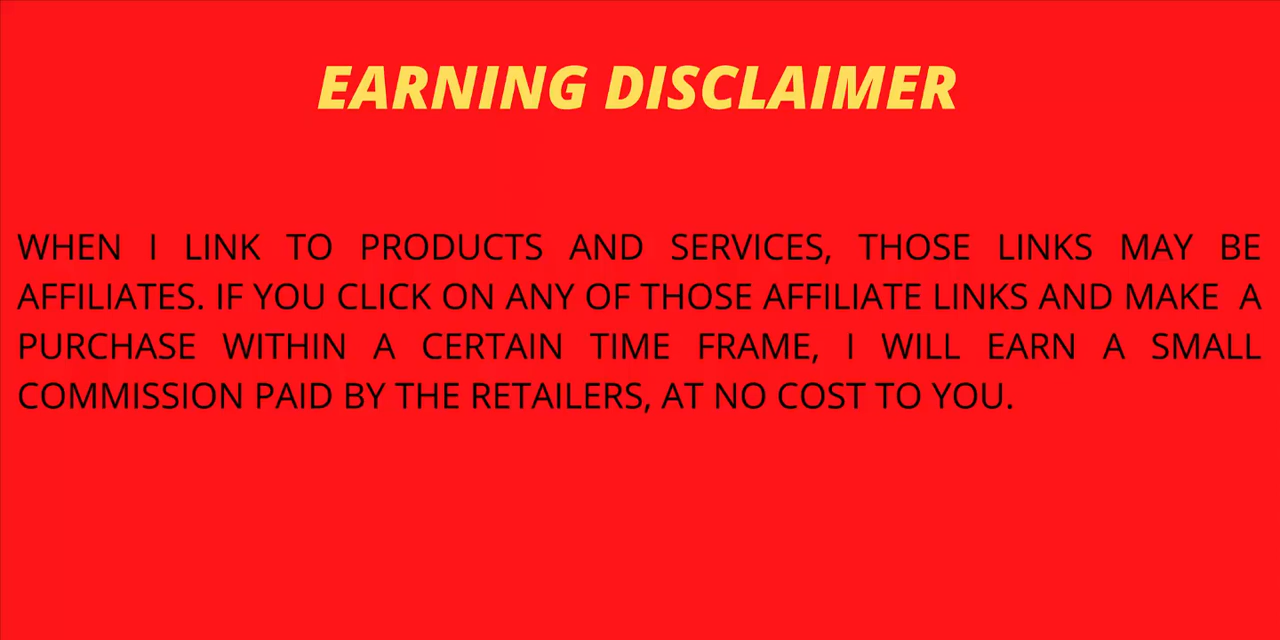 EARNING DISCLAIMER
WHEN I LINK TO PRODUCTS AND SERVICES, THOSE LINKS MAY BE
AFFILIATES. IF YOU CLICK ON ANY OF THOSE AFFILIATE LINKS AND MAKE A
PURCHASE WITHIN A CERTAIN TIME FRAME, I WILL EARN A SMALL
COMMISSION PAID BY THE RETAILERS, AT NO COST TO YOU.